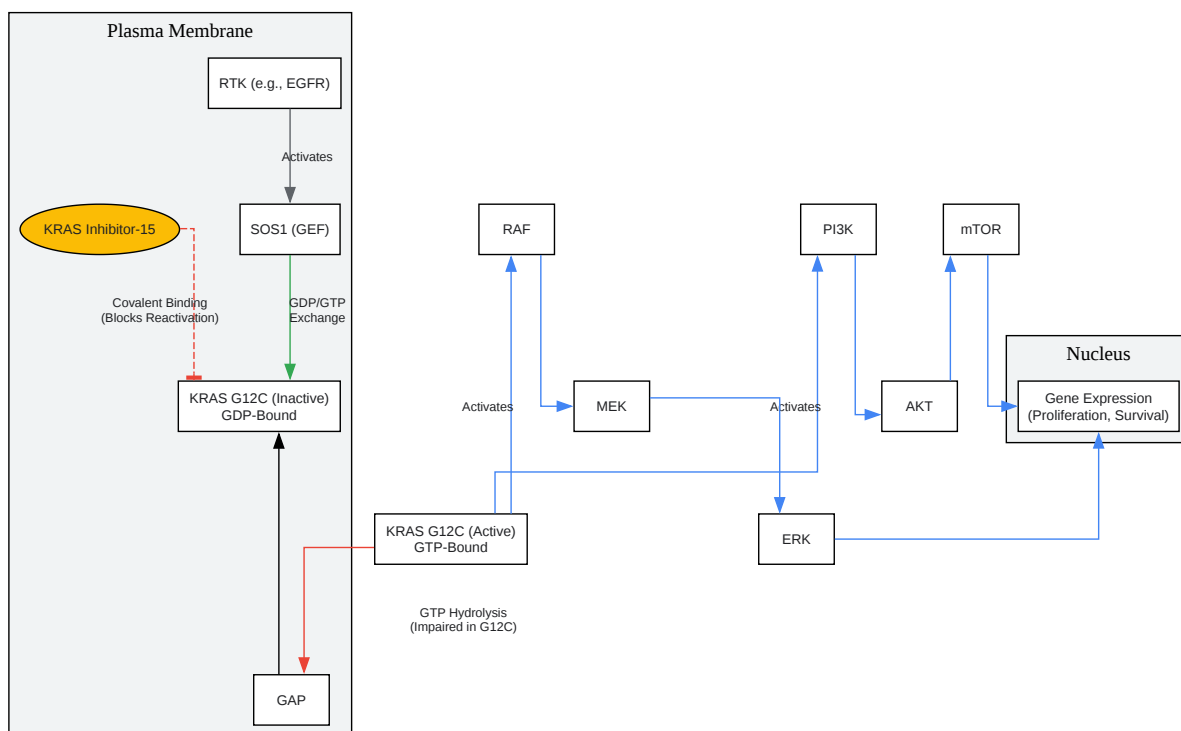 Plasma Membrane
RTK (e.g., EGFR)
Activates
KRAS Inhibitor-15
SOS1 (GEF)
RAF
PI3K
mTOR
Covalent Binding
(Blocks Reactivation)
GDP/GTP
Exchange
Nucleus
KRAS G12C (Inactive)
GDP-Bound
Activates
MEK
Activates
AKT
Gene Expression
(Proliferation, Survival)
KRAS G12C (Active)
GTP-Bound
ERK
GTP Hydrolysis
(Impaired in G12C)
GAP